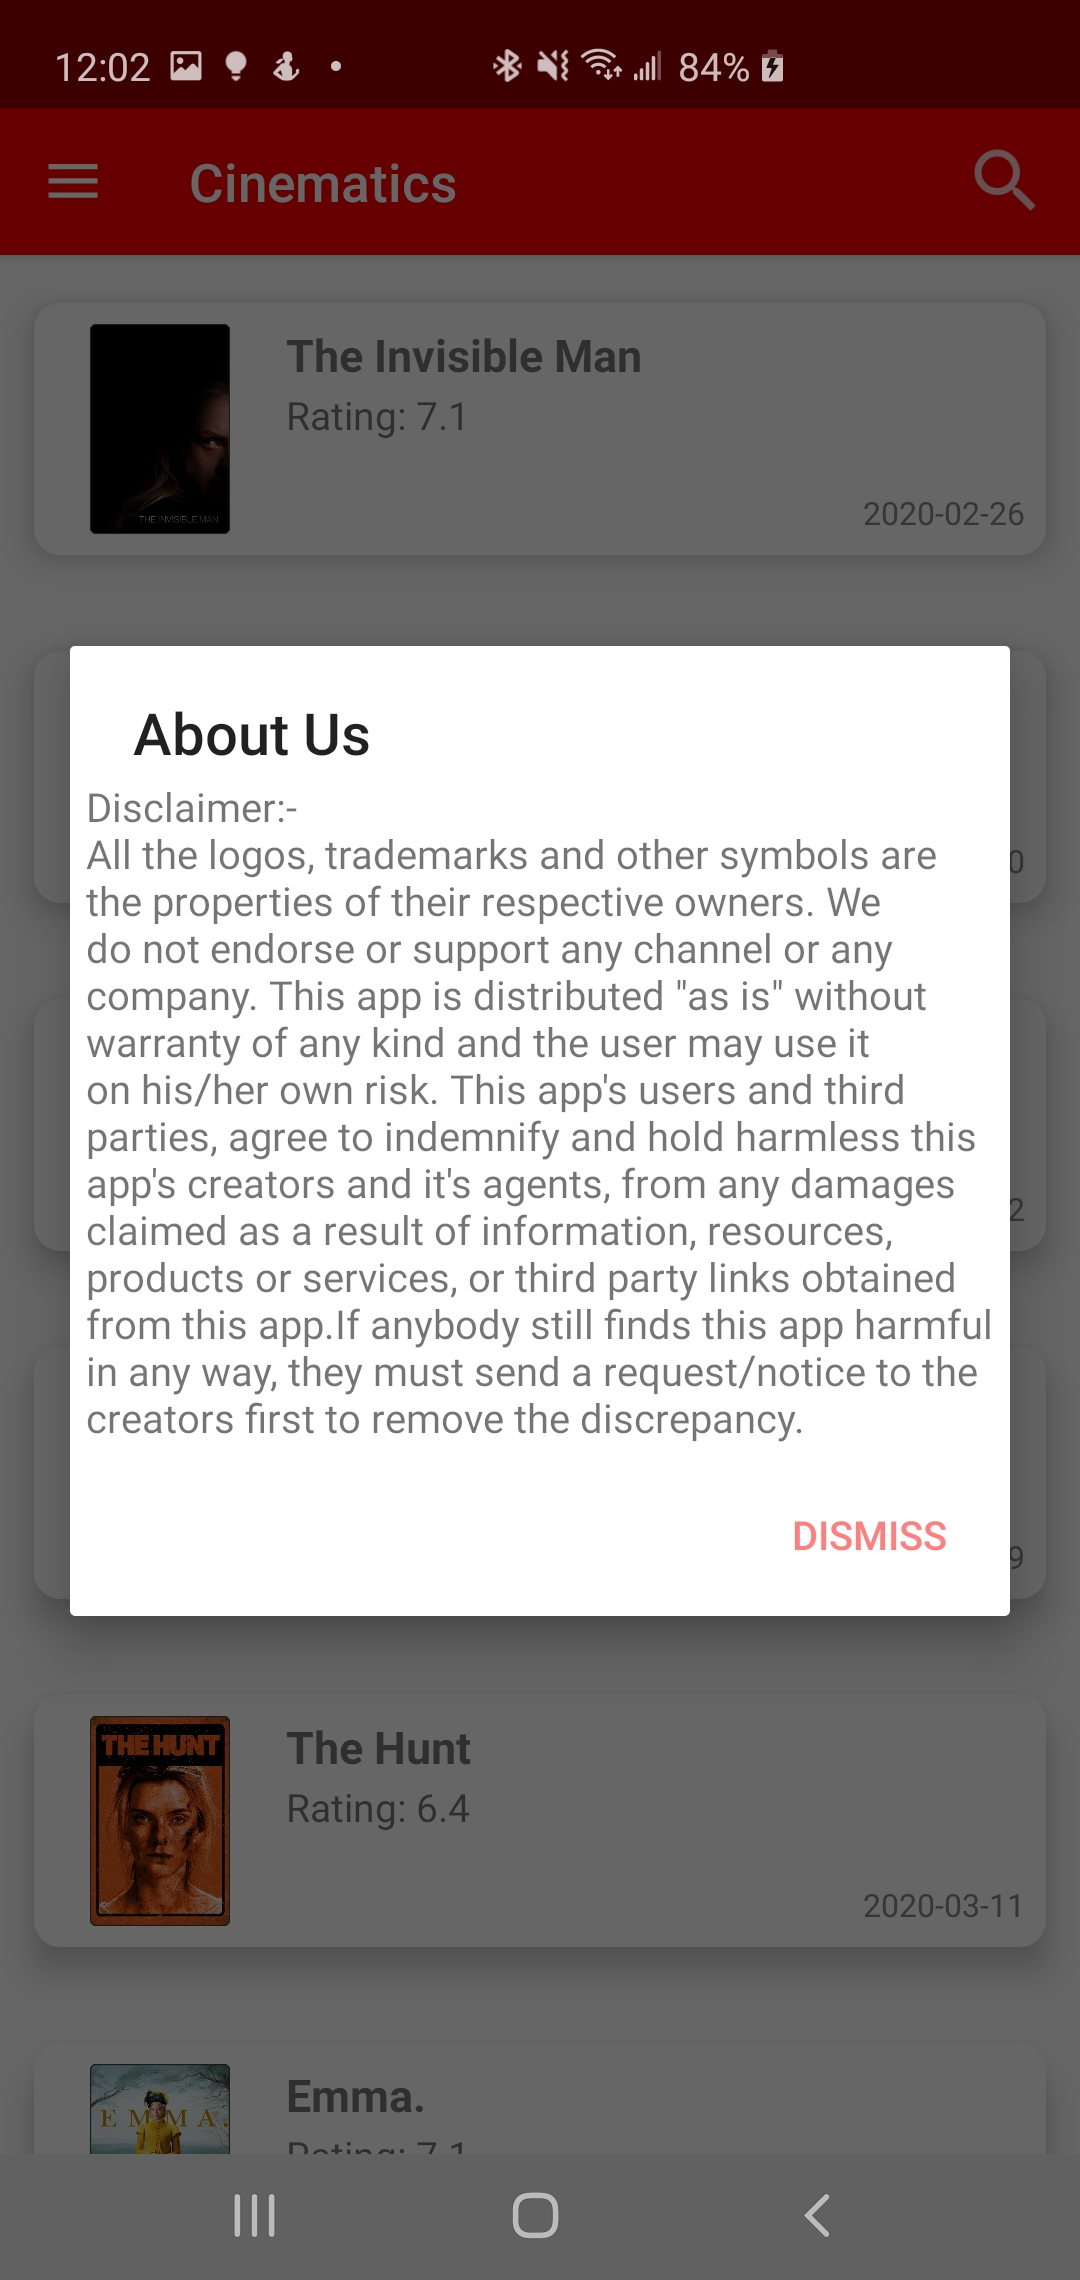 12:02
84%
Cinematics
The Invisible Man
Rating: 7.1
THE INVISIBLE MAN
2020-02-26
0
2
9
About Us
Disclaimer:-
All the logos, trademarks and other symbols are
the properties of their respective owners. We
do not endorse or support any channel or any
company. This app is distributed "as is" without
warranty of any kind and the user may use it
on his/her own risk. This app's users and third
parties, agree to indemnify and hold harmless this
app's creators and it's agents, from any damages
claimed as a result of information, resources,
products or services, or third party links obtained
from this app.If anybody still finds this app harmful
in any way, they must send a request/notice to the
creators first to remove the discrepancy.
DISMISS
THE HUNT
The Hunt
Rating: 6.4
2020-03-11
EMMA.
Emma.
Rating: 7.1